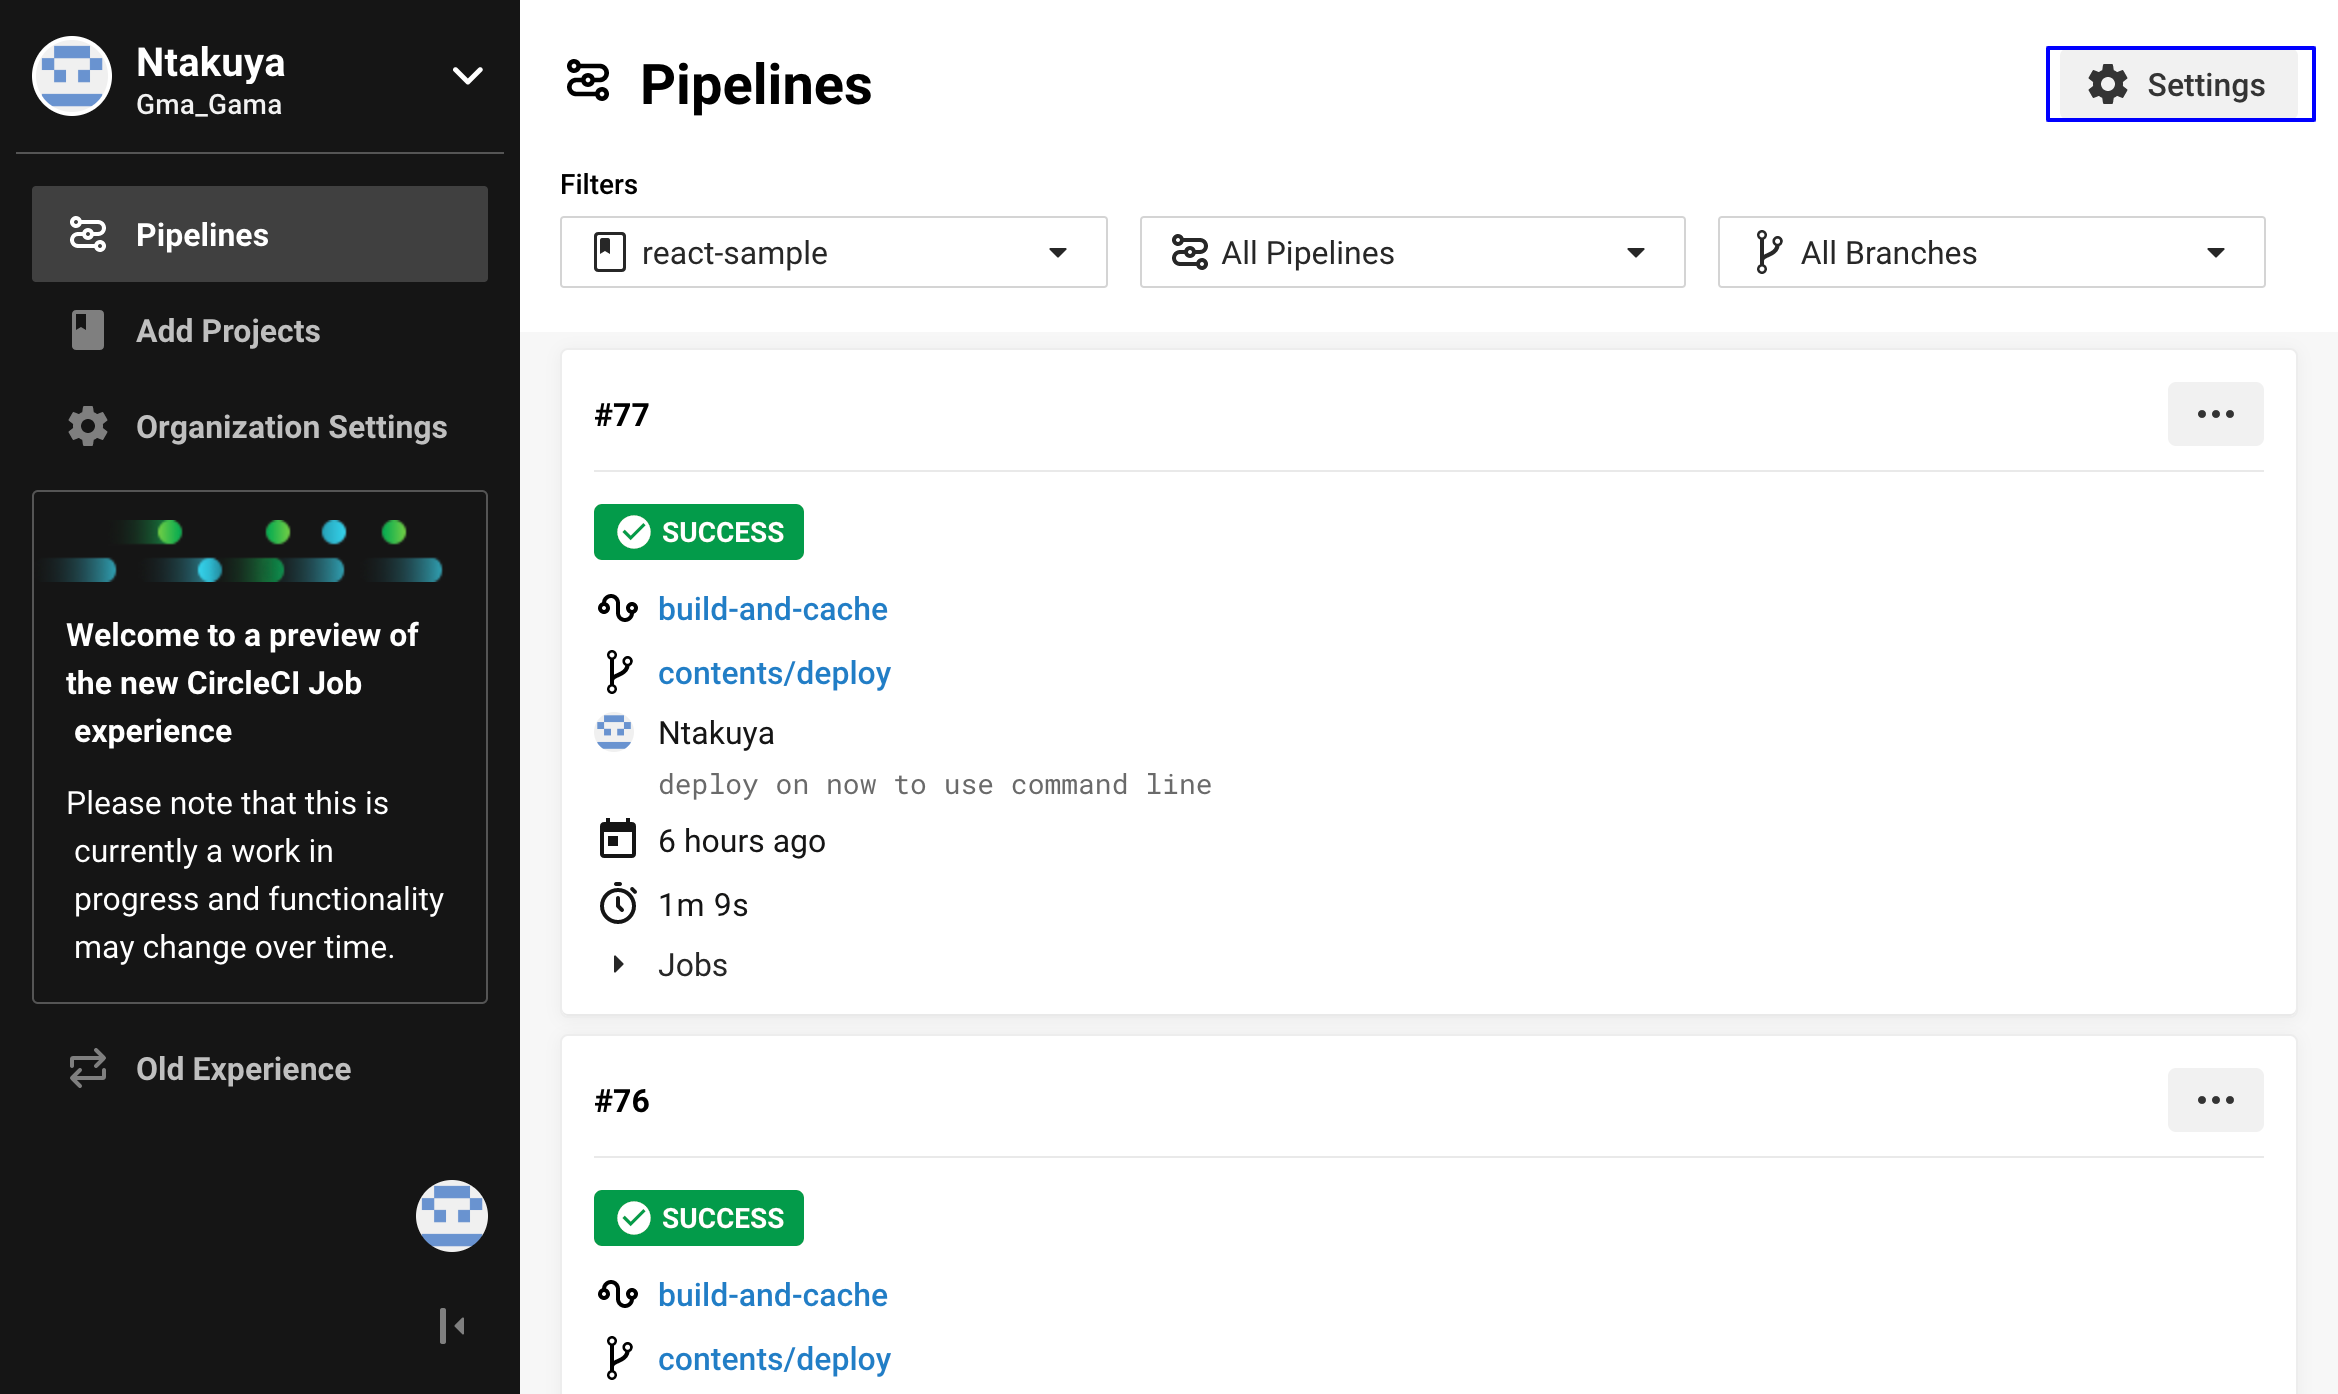 Ntakuya
Gma_Gama
Pipelines
Add Projects
Organization Settings
Welcome to a preview of
the new CircleCI Job
experience
Please note that this is
currently a work in
progress and functionality
may change over time.
Old Experience
Pipelines
Settings
Filters
react-sample
All Pipelines
All Branches
#77
SUCCESS
build-and-cache
contents/deploy
Ntakuya
deploy on now to use command line
6 hours ago
1m 9s
Jobs
#76
SUCCESS
build-and-cache
contents/deploy